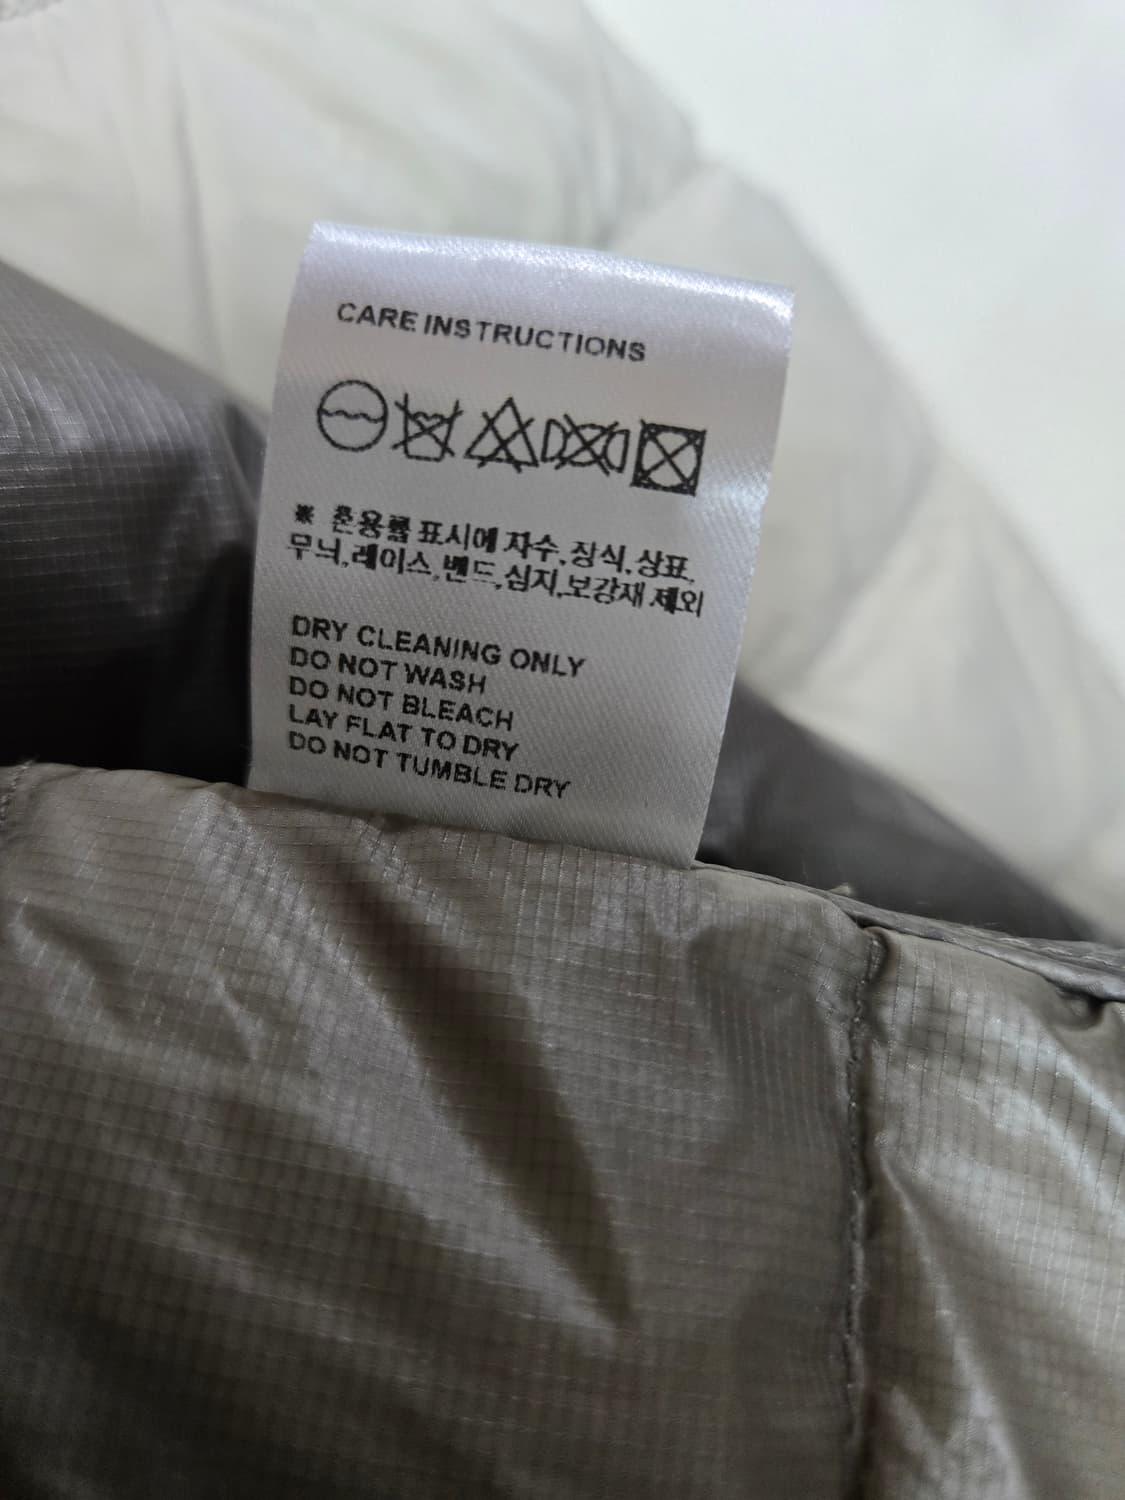 CARE INSTRUCTIONS
※ 혼용률 표시에 자수,장식,상표,
무늬,레이스,밴드,심지,보강재 제외
DRY CLEANING ONLY
DO NOT WASH
DO NOT BLEACH
LAY FLAT TO DRY
DO NOT TUMBLE DRY